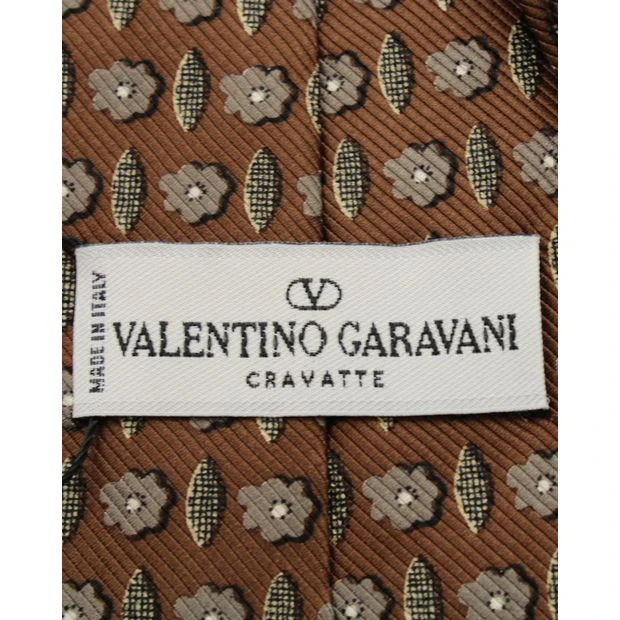 V
VALENTINO GARAVANI
CRAVATTE
MADE IN ITALY